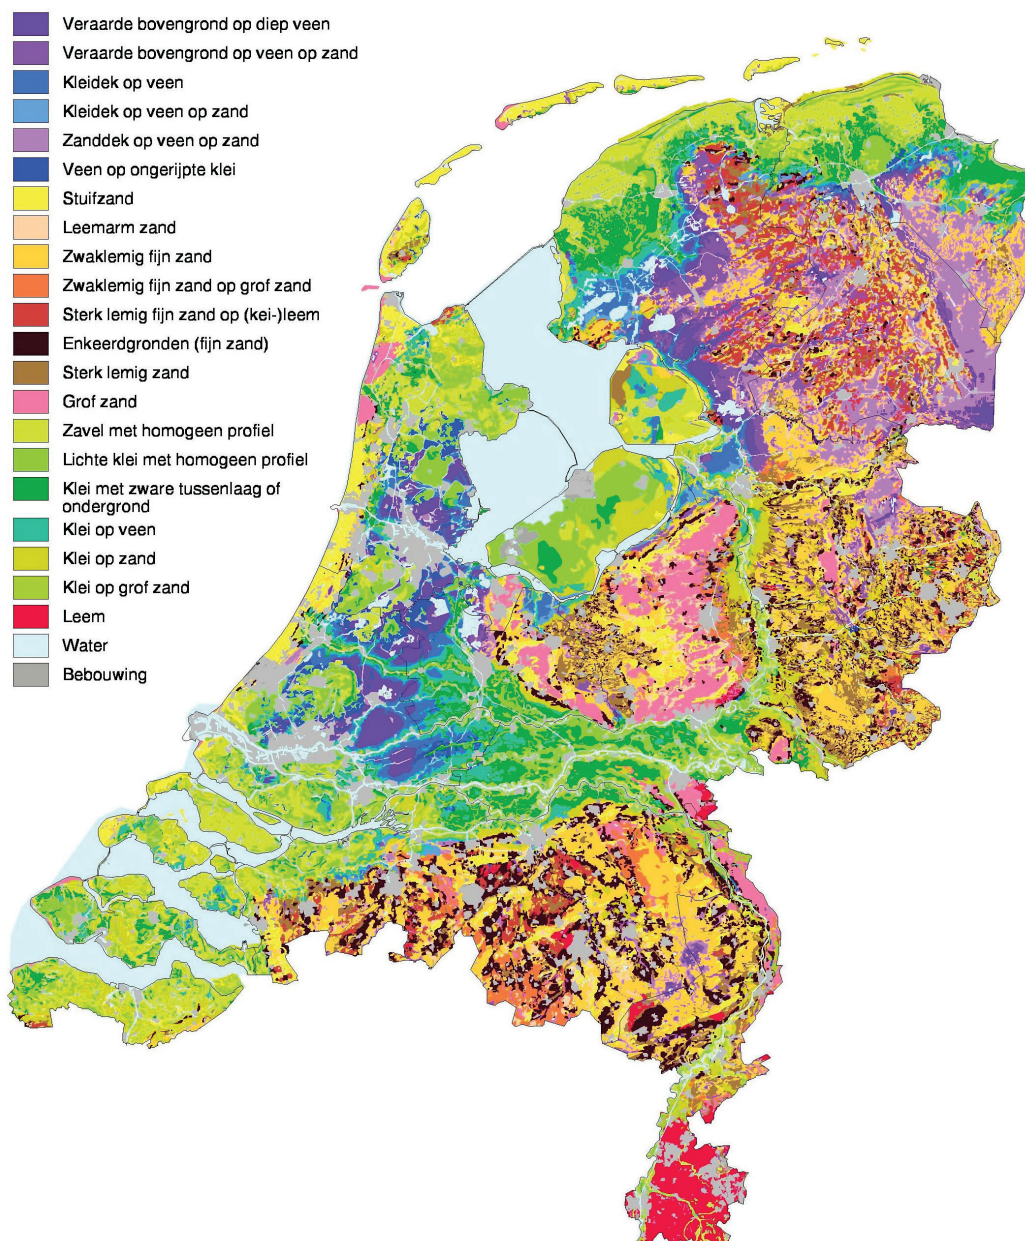 Veraarde bovengrond op diep veen
Veraarde bovengrond op veen op zand
Kleidek op veen
Kleidek op veen op zand
Zanddek op veen op zand
Veen op ongerijpte klei
Stuifzand
Leemarm zand
Zwaklemig fijn zand
Zwaklemig fijn zand op grof zand
Sterk lemig fijn zand op (kei-)leem
Enkeerdgronden (fijn zand)
Sterk lemig zand
Grof zand
Zavel met homogeen profiel
Lichte klei met homogeen profiel
Klei met zware tussenlaag of
ondergrond
Klei op veen
Klei op zand
Klei op grof zand
Leem
Water
Bebouwing